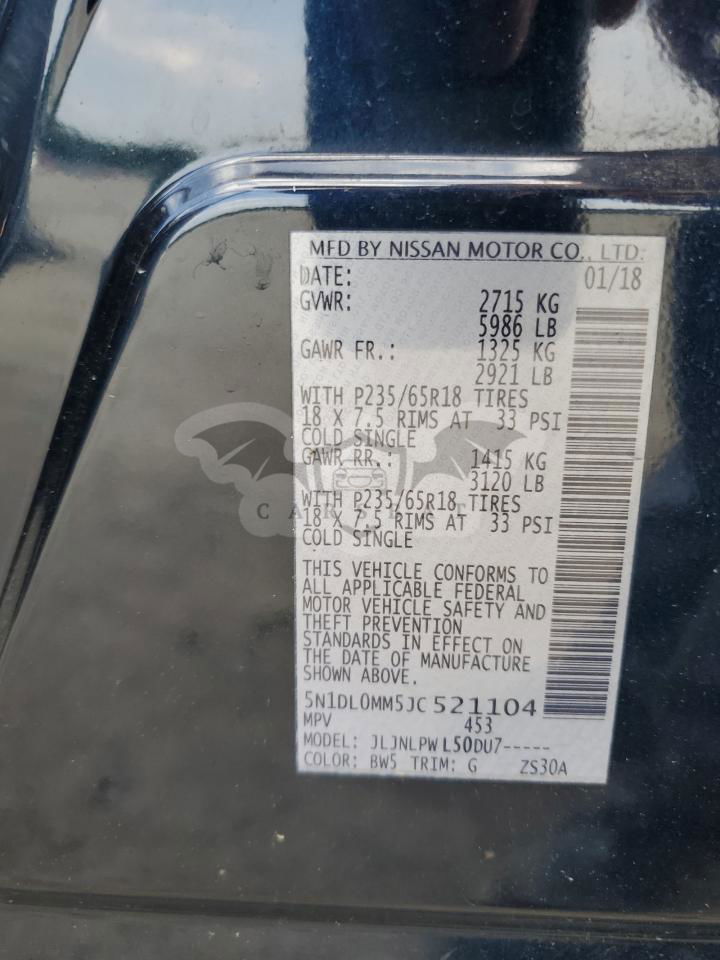 MFD BY NISSAN MOTOR CO., LTD:
DATE: 01/18
GVWR: 2715 KG
5986 LB
GAWR FR.: 1325 KG
2921 LB
WITH P235/65R18 TIRES
18 X 7.5 RIMS AT 33 PSI
COLD SINGLE
GAWR RR.: 1415 KG
3120 LB
WITH P235/65R18 TIRES
18 X 7.5 RIMS AT 33 PSI
COLD SINGLE
THIS VEHICLE CONFORMS TO
ALL APPLICABLE FEDERAL
MOTOR VEHICLE SAFETY AND
THEFT PREVENTION
STANDARDS IN EFFECT ON
THE DATE OF MANUFACTURE
SHOWN ABOVE.
5N1DL0MM5JC 521104
MPV 453
MODEL: JLJNLPW L50DU7-----
COLOR: BW5 TRIM: G ZS30A